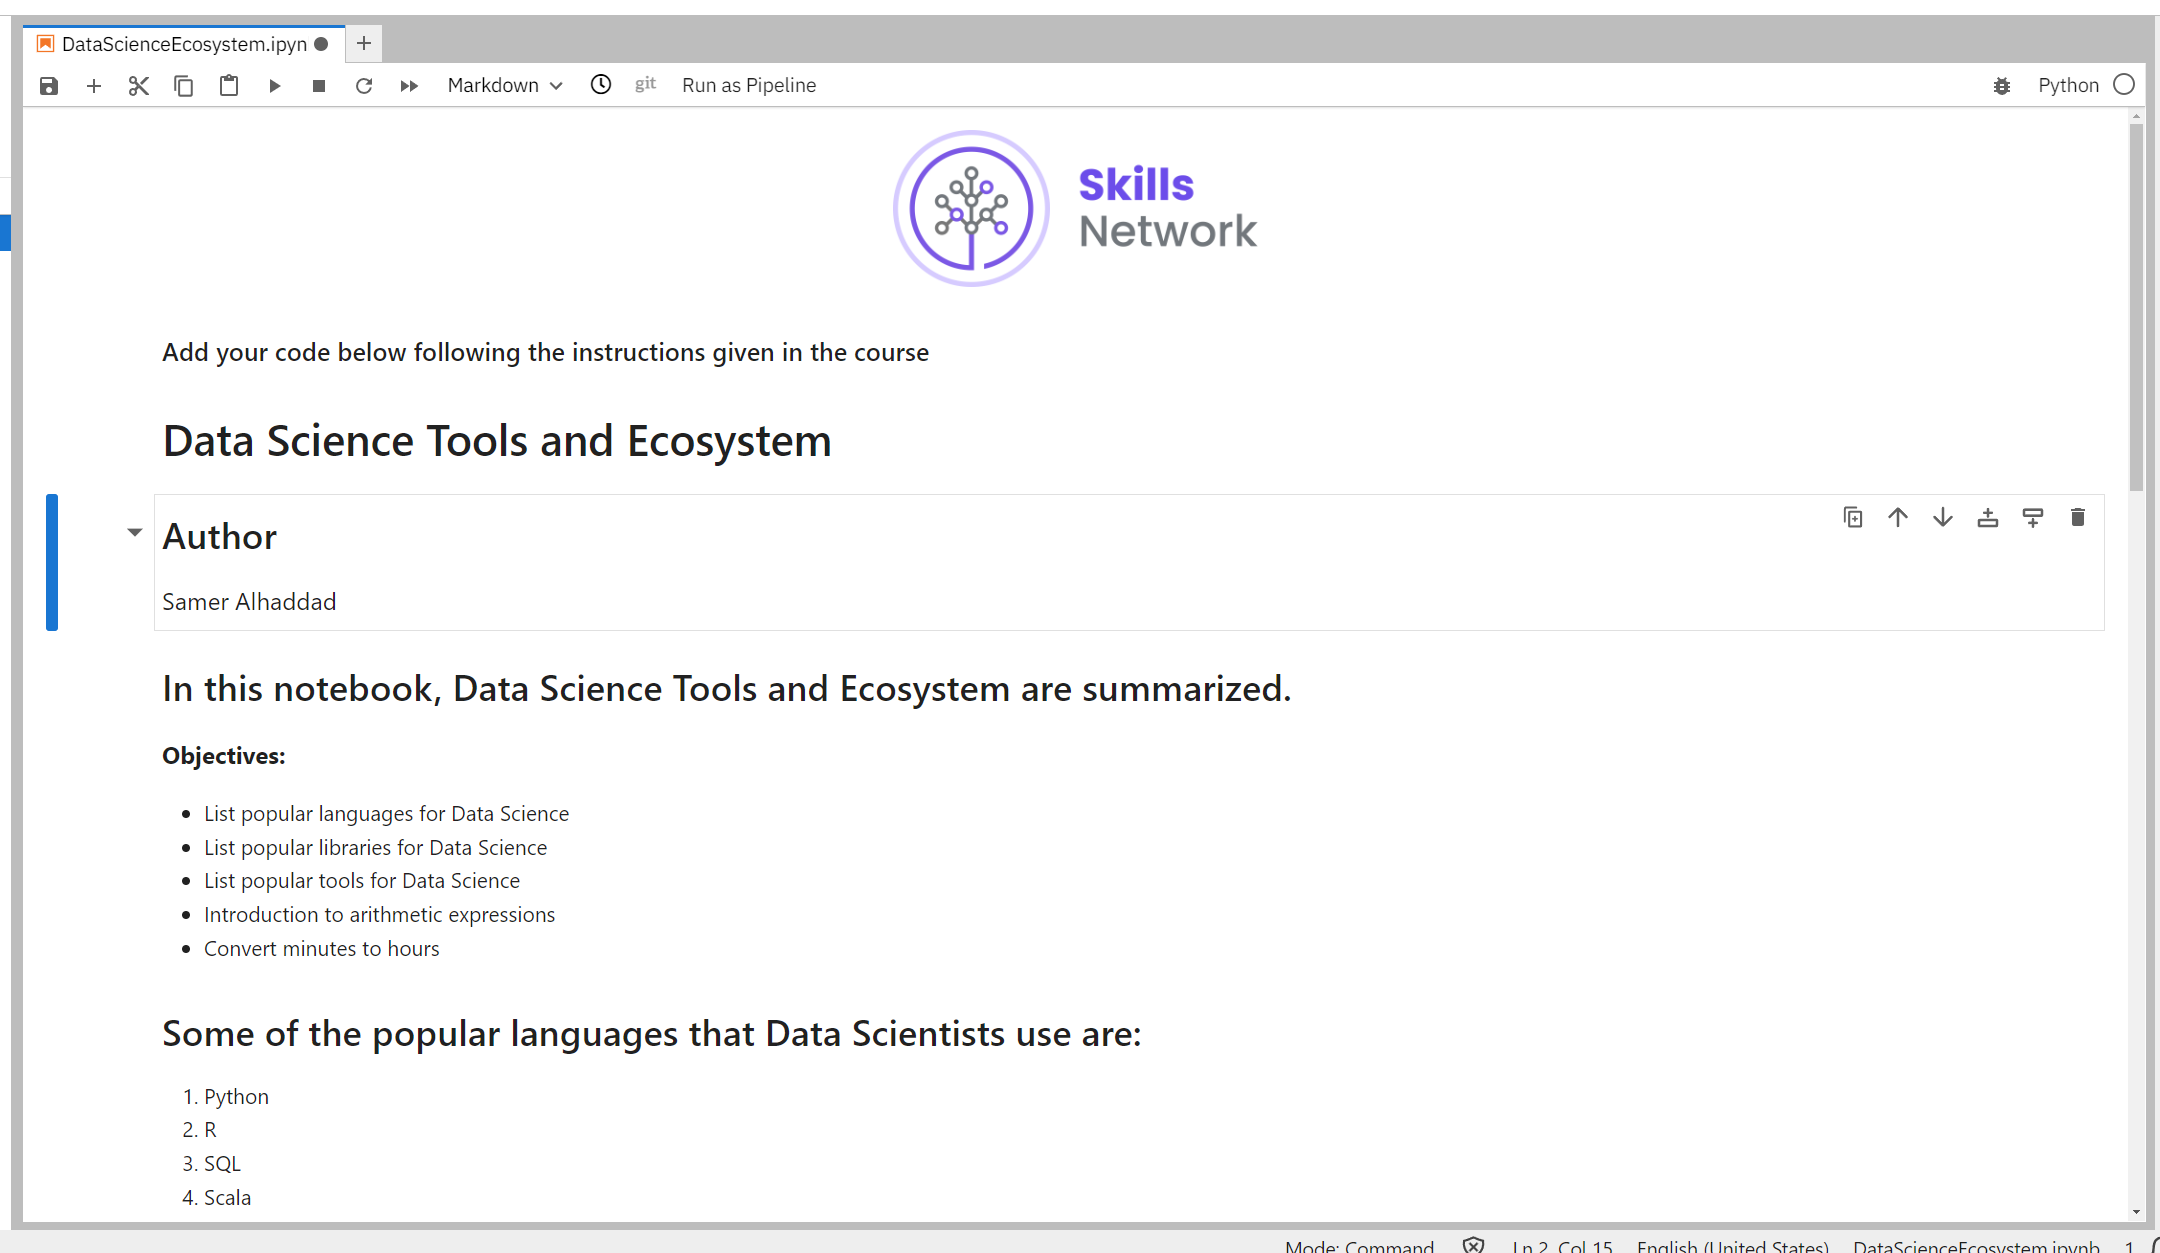 DataScienceEcosystem.ipyn
Markdown
git
Run as Pipeline
Python
Skills
Network
Add your code below following the instructions given in the course
Data Science Tools and Ecosystem
Author
Samer Alhaddad
In this notebook, Data Science Tools and Ecosystem are summarized.
Objectives:
• List popular languages for Data Science
• List popular libraries for Data Science
• List popular tools for Data Science
• Introduction to arithmetic expressions
• Convert minutes to hours
Some of the popular languages that Data Scientists use are:
1. Python
2. R
3. SQL
4. Scala
Mode: Command Ln 2, Col 15 English (United States) DataScienceEcosystem.ipynb 1